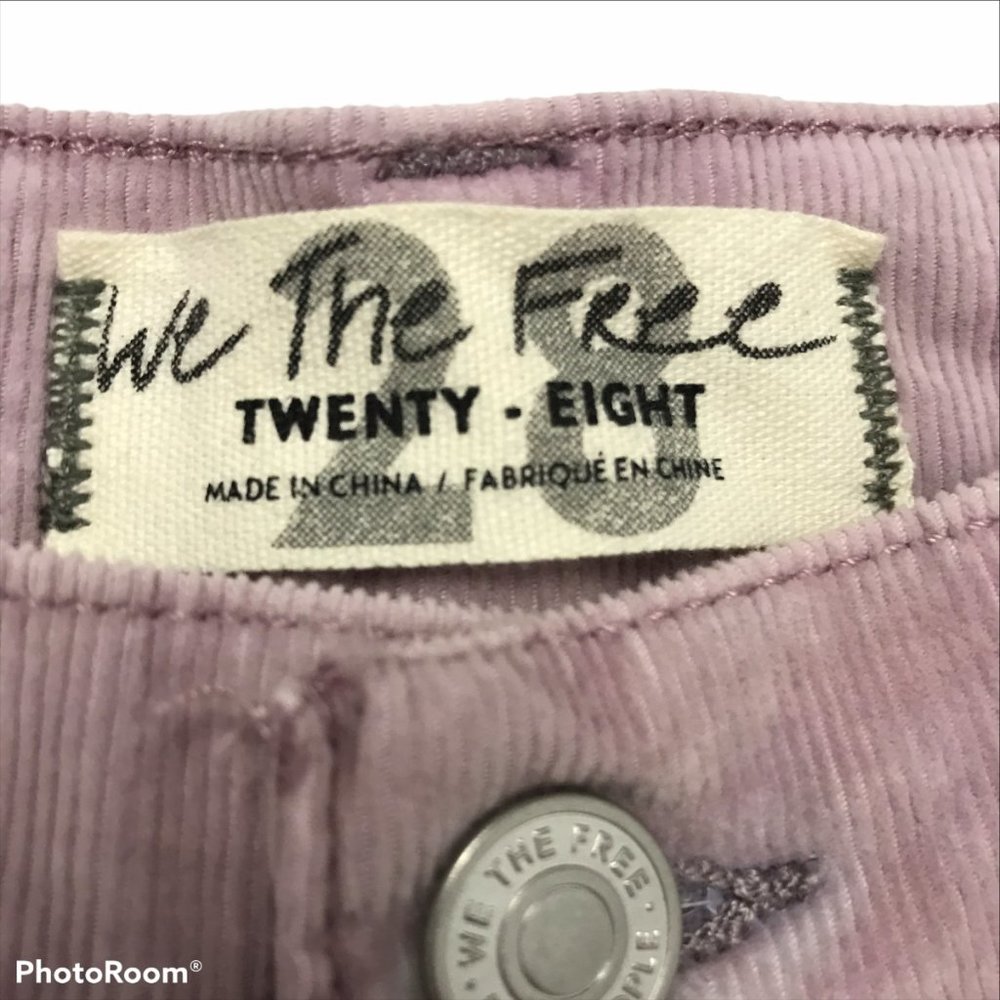 We The Free
28
TWENTY - EIGHT
MADE IN CHINA / FABRIQUÉ EN CHINE
· WE THE FREE ·
PhotoRoom®